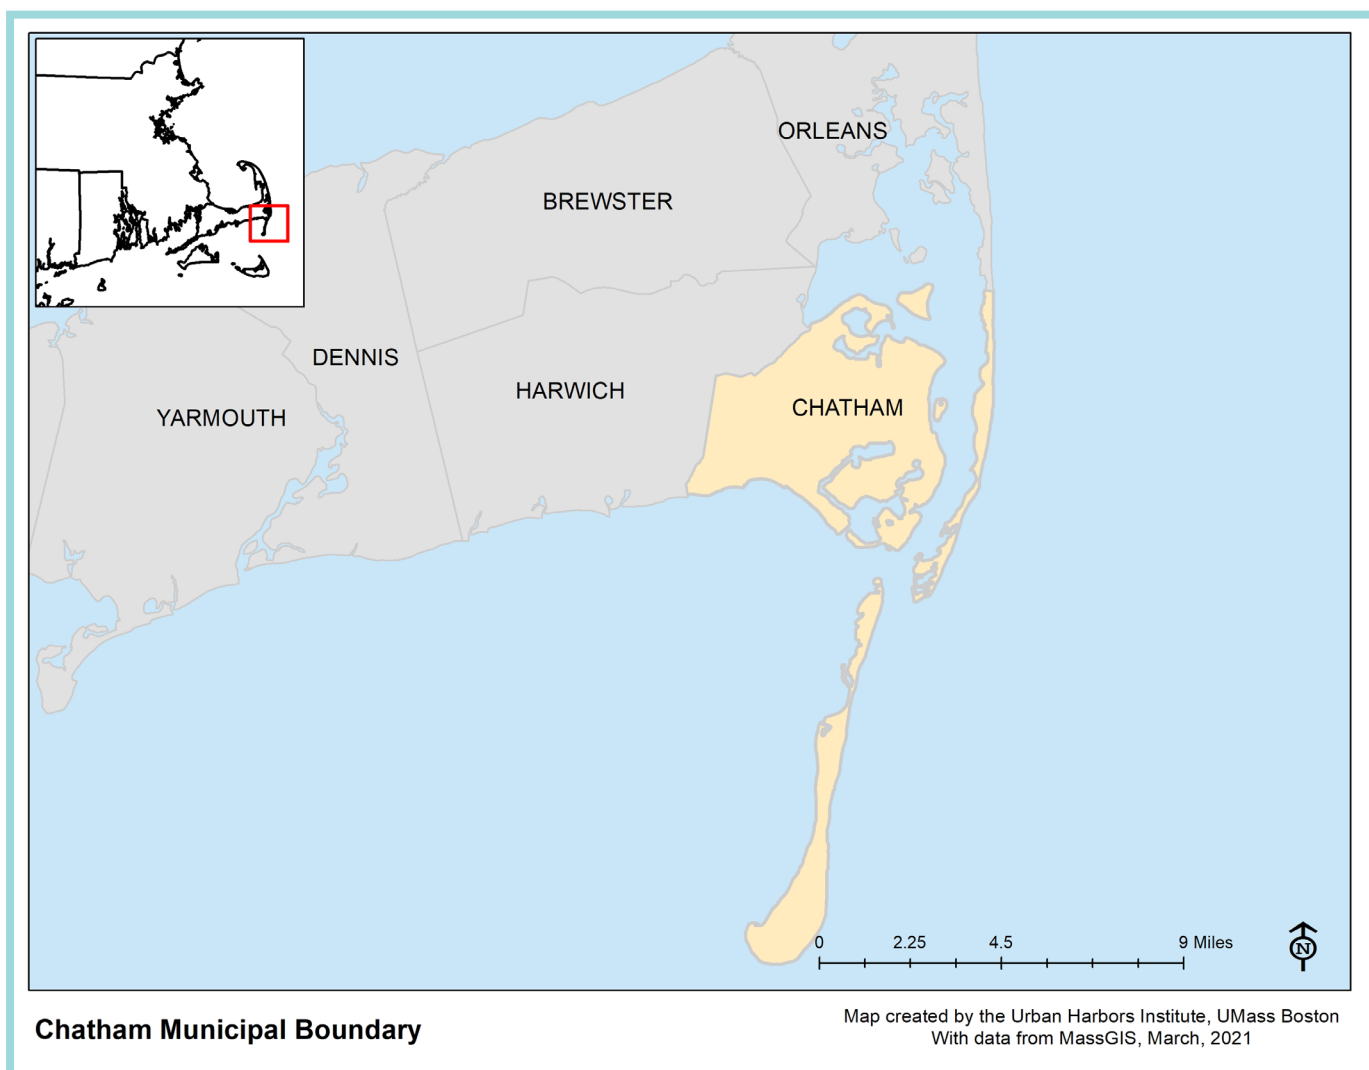 ORLEANS
BREWSTER
DENNIS
HARWICH
CHATHAM
YARMOUTH
0 2.25 4.5 9 Miles
N
Chatham Municipal Boundary
Map created by the Urban Harbors Institute, UMass Boston
With data from MassGIS, March, 2021